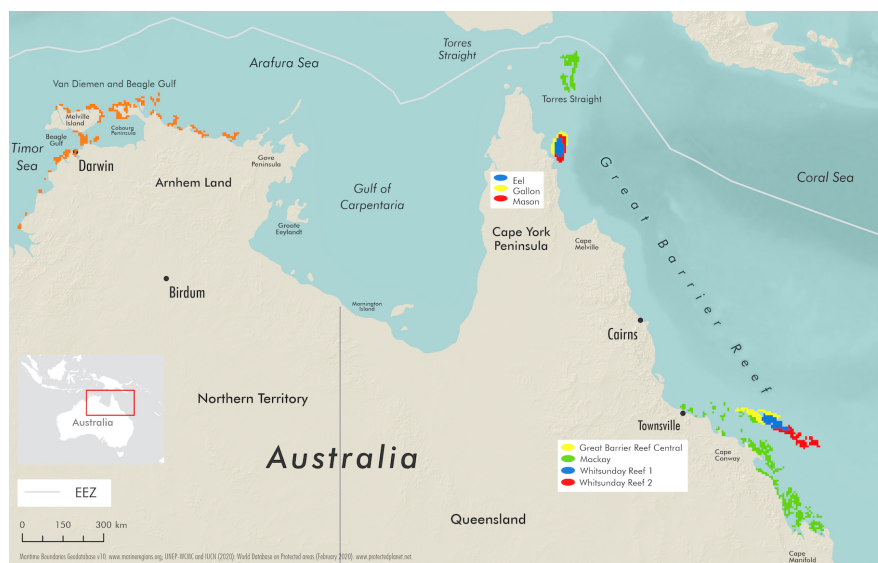 Torres
Straight
Arafura Sea
Van Diemen and Beagle Gulf
Torres Straight
Melville
Island
Cobourg
Peninsula
Beagle
Gulf
Timor
Sea
Darwin
Gove
Peninsula
Arnhem Land
Gulf of
Carpentaria
Eel
Gallon
Mason
Coral Sea
Great Barrier Reef
Groote
Eeylandt
Cape York
Peninsula
Cape
Melville
Birdum
Mornington
Island
Cairns
Northern Territory
Australia
Townsville
Great Barrier Reef Central
Mackay
Whitsunday Reef 1
Whitsunday Reef 2
Cape
Conway
Australia
EEZ
0 150 300 km
Queensland
Cape
Manifold
Maritime Boundaries Geodatabase v10. www.marineregions.org; UNEP-WCMC and IUCN (2020). World Database on Protected areas (February 2020). www.protectedplanet.net.